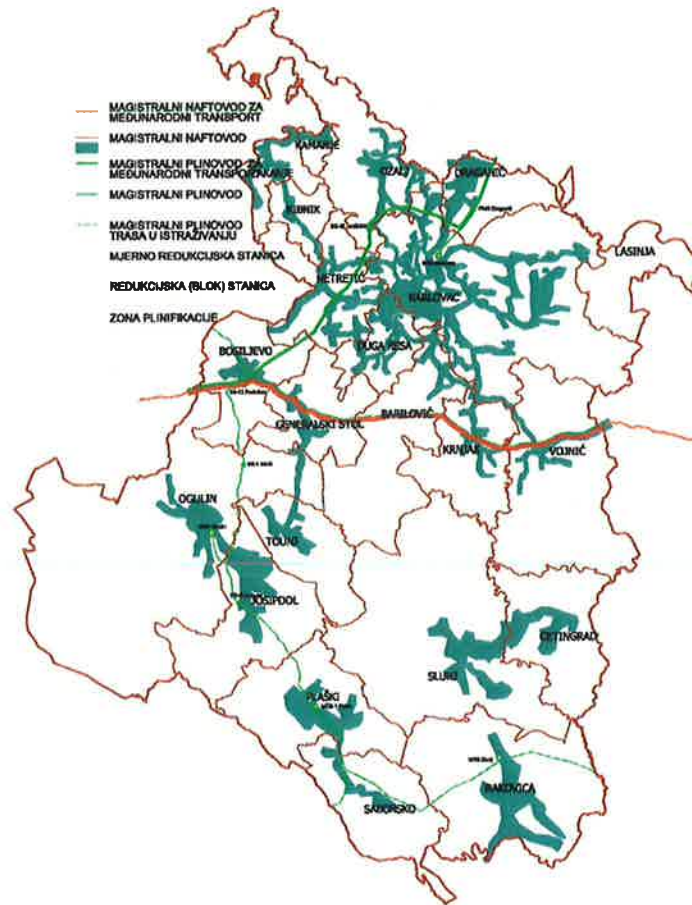 MAGISTRALNI NAFTOVOD ZA
MEĐUNARODNI TRANSPORT
MAGISTRALNI NAFTOVOD
MAGISTRALNI PLINOVOD ZA
MEĐUNARODNI
MAGISTRALNI PLINOVOD
MAGISTRALNI PLINOVOD
TRASA U ISTRAŽIVANJU
MJERNO REDUKCIJSKA STANICA
REDUKCIJSKA (BLOK) STANICA
ZONA PLINIFIKACIJE
KAMANJE
OZALJ
DRAGANIĆ
RIBNIK
LASINJA
NETRETIĆ
KARLOVAC
DUGA RESA
BOSILJEVO
GENERALSKI STOL
BARILOVIĆ
KRNJAK
VOJNIĆ
OGULIN
TOUNJ
JOSIPDOL
CETINGRAD
SLUNJ
PLAŠKI
SABORSKO
RAKOVICA